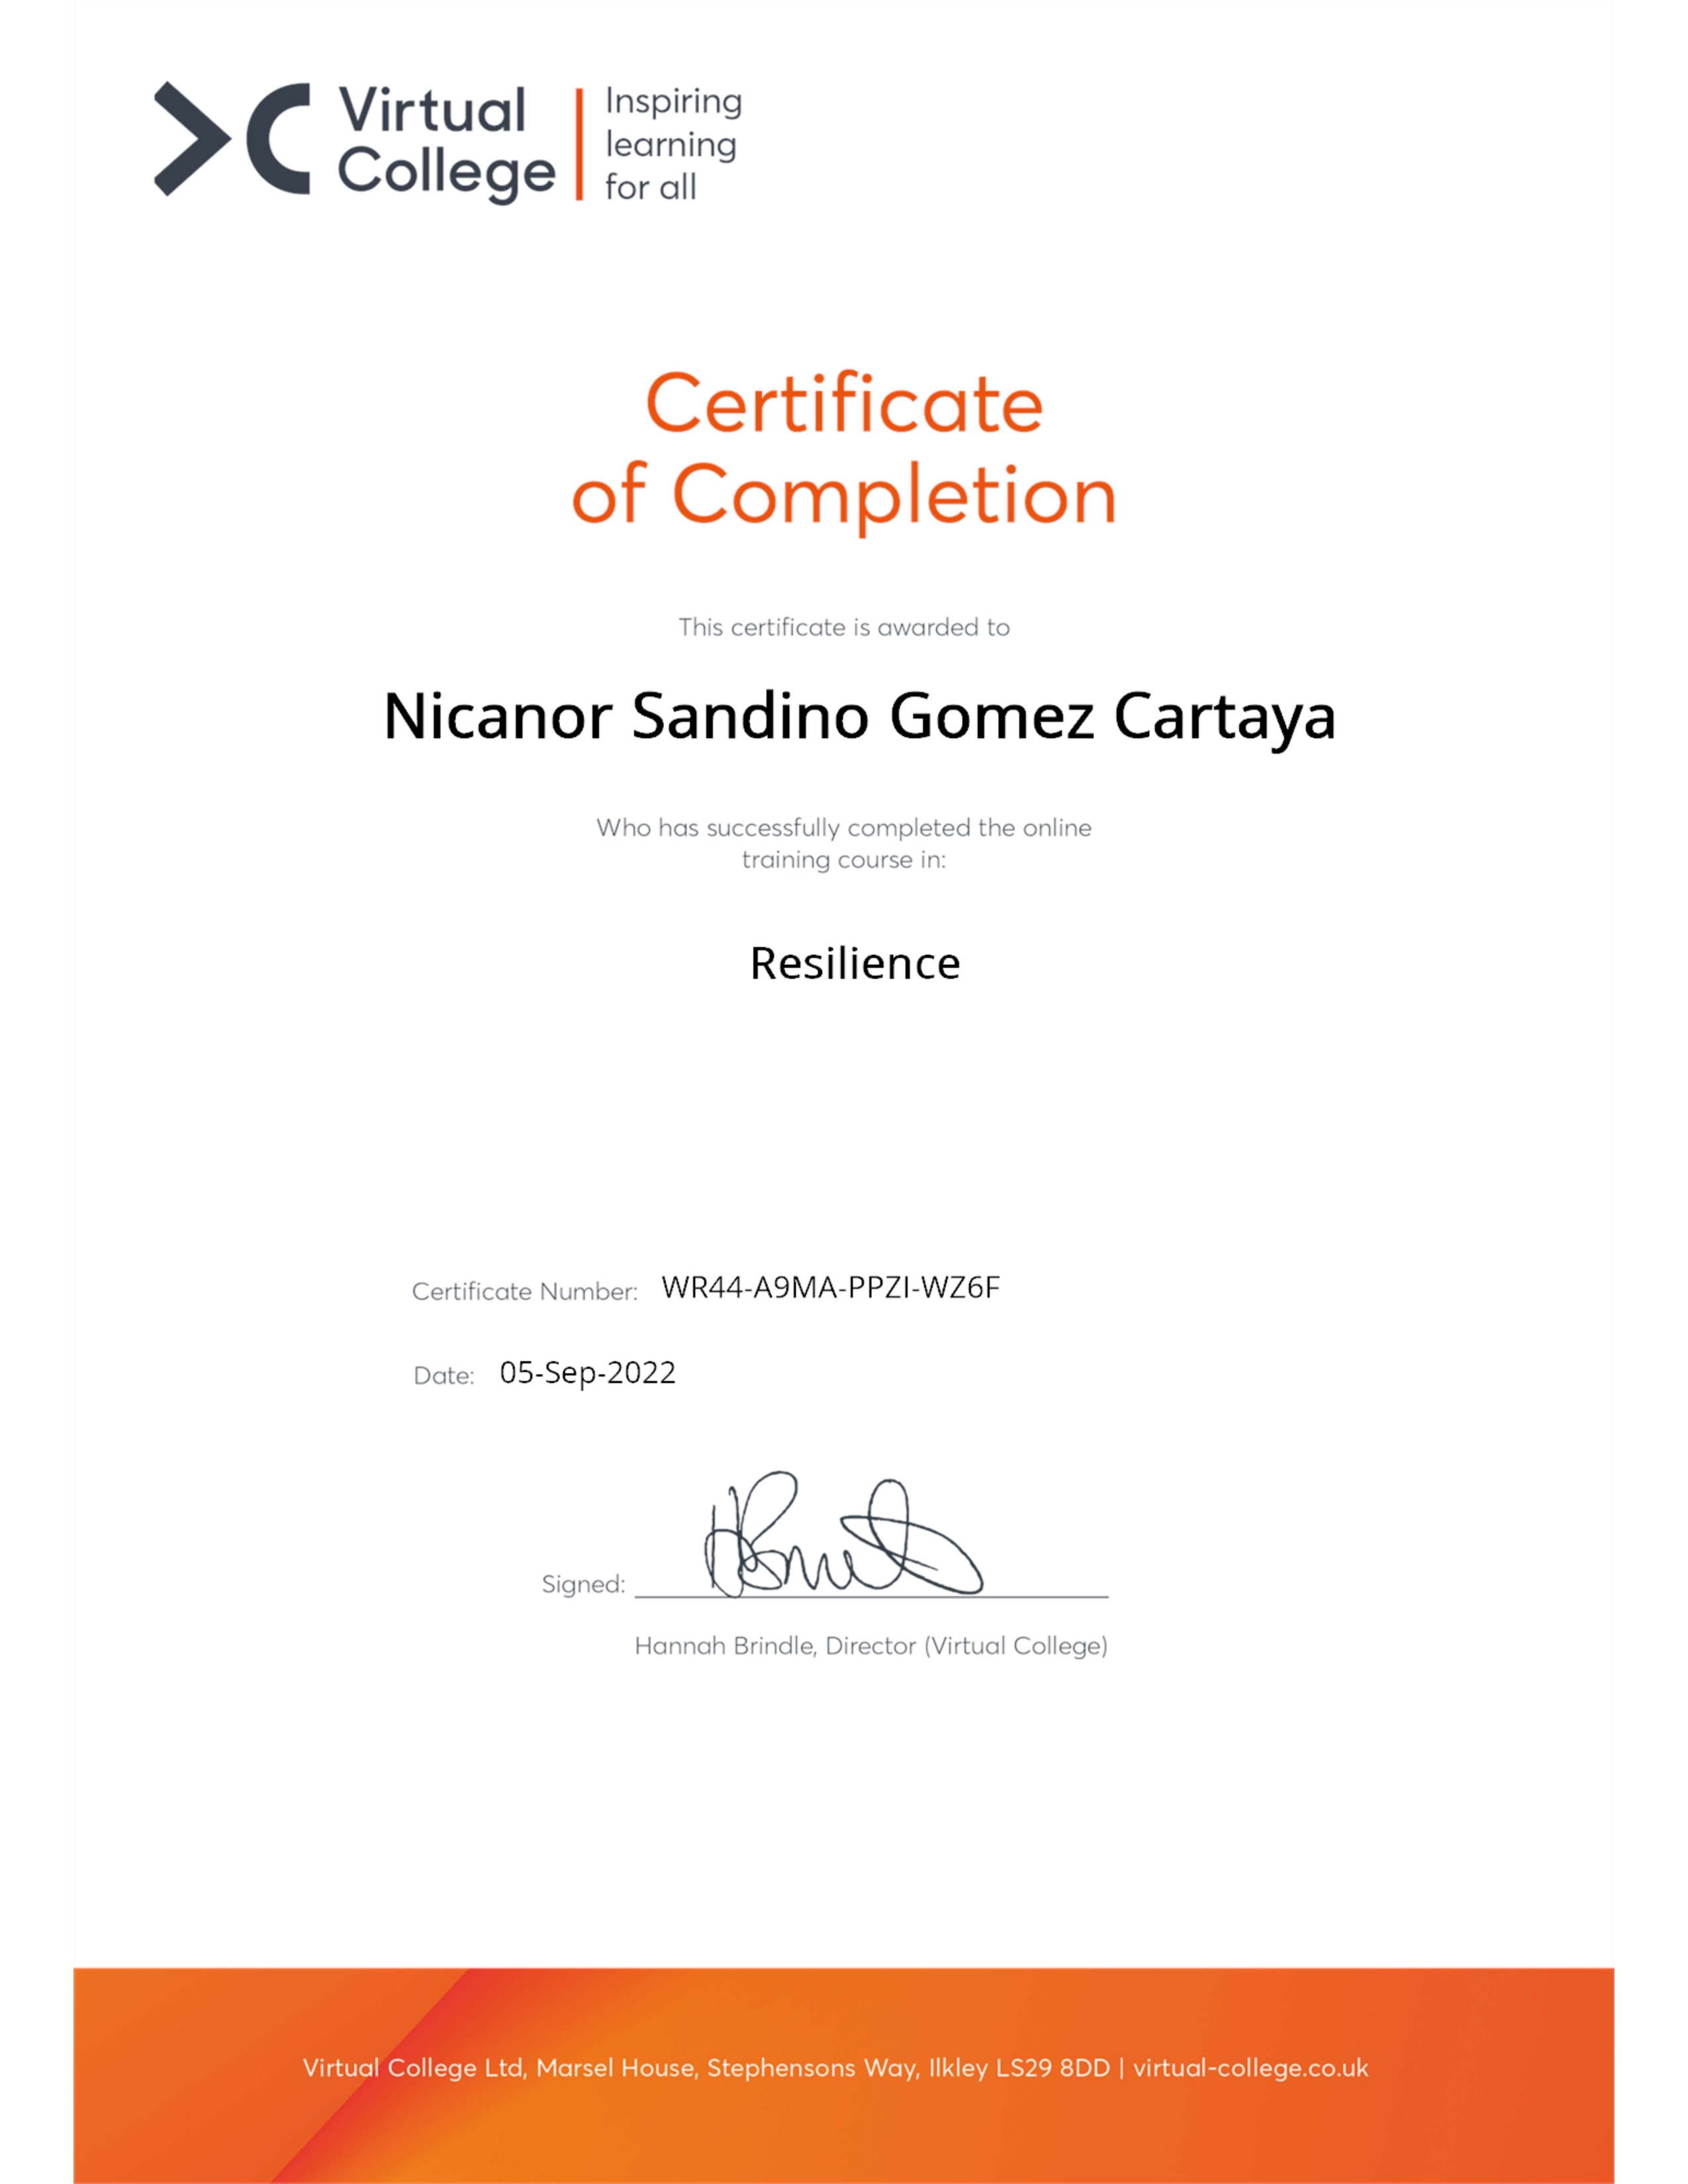 Virtual
College
Inspiring
learning
for all
Certificate
of Completion
This certificate is awarded to
Nicanor Sandino Gomez Cartaya
Who has successfully completed the online
training course in:
Resilience
Certificate Number: WR44-A9MA-PPZI-WZ6F
Date: 05-Sep-2022
Signed:
Hannah Brindle, Director (Virtual College)
Virtual College Ltd, Marsel House, Stephensons Way, Ilkley LS29 8DD | virtual-college.co.uk